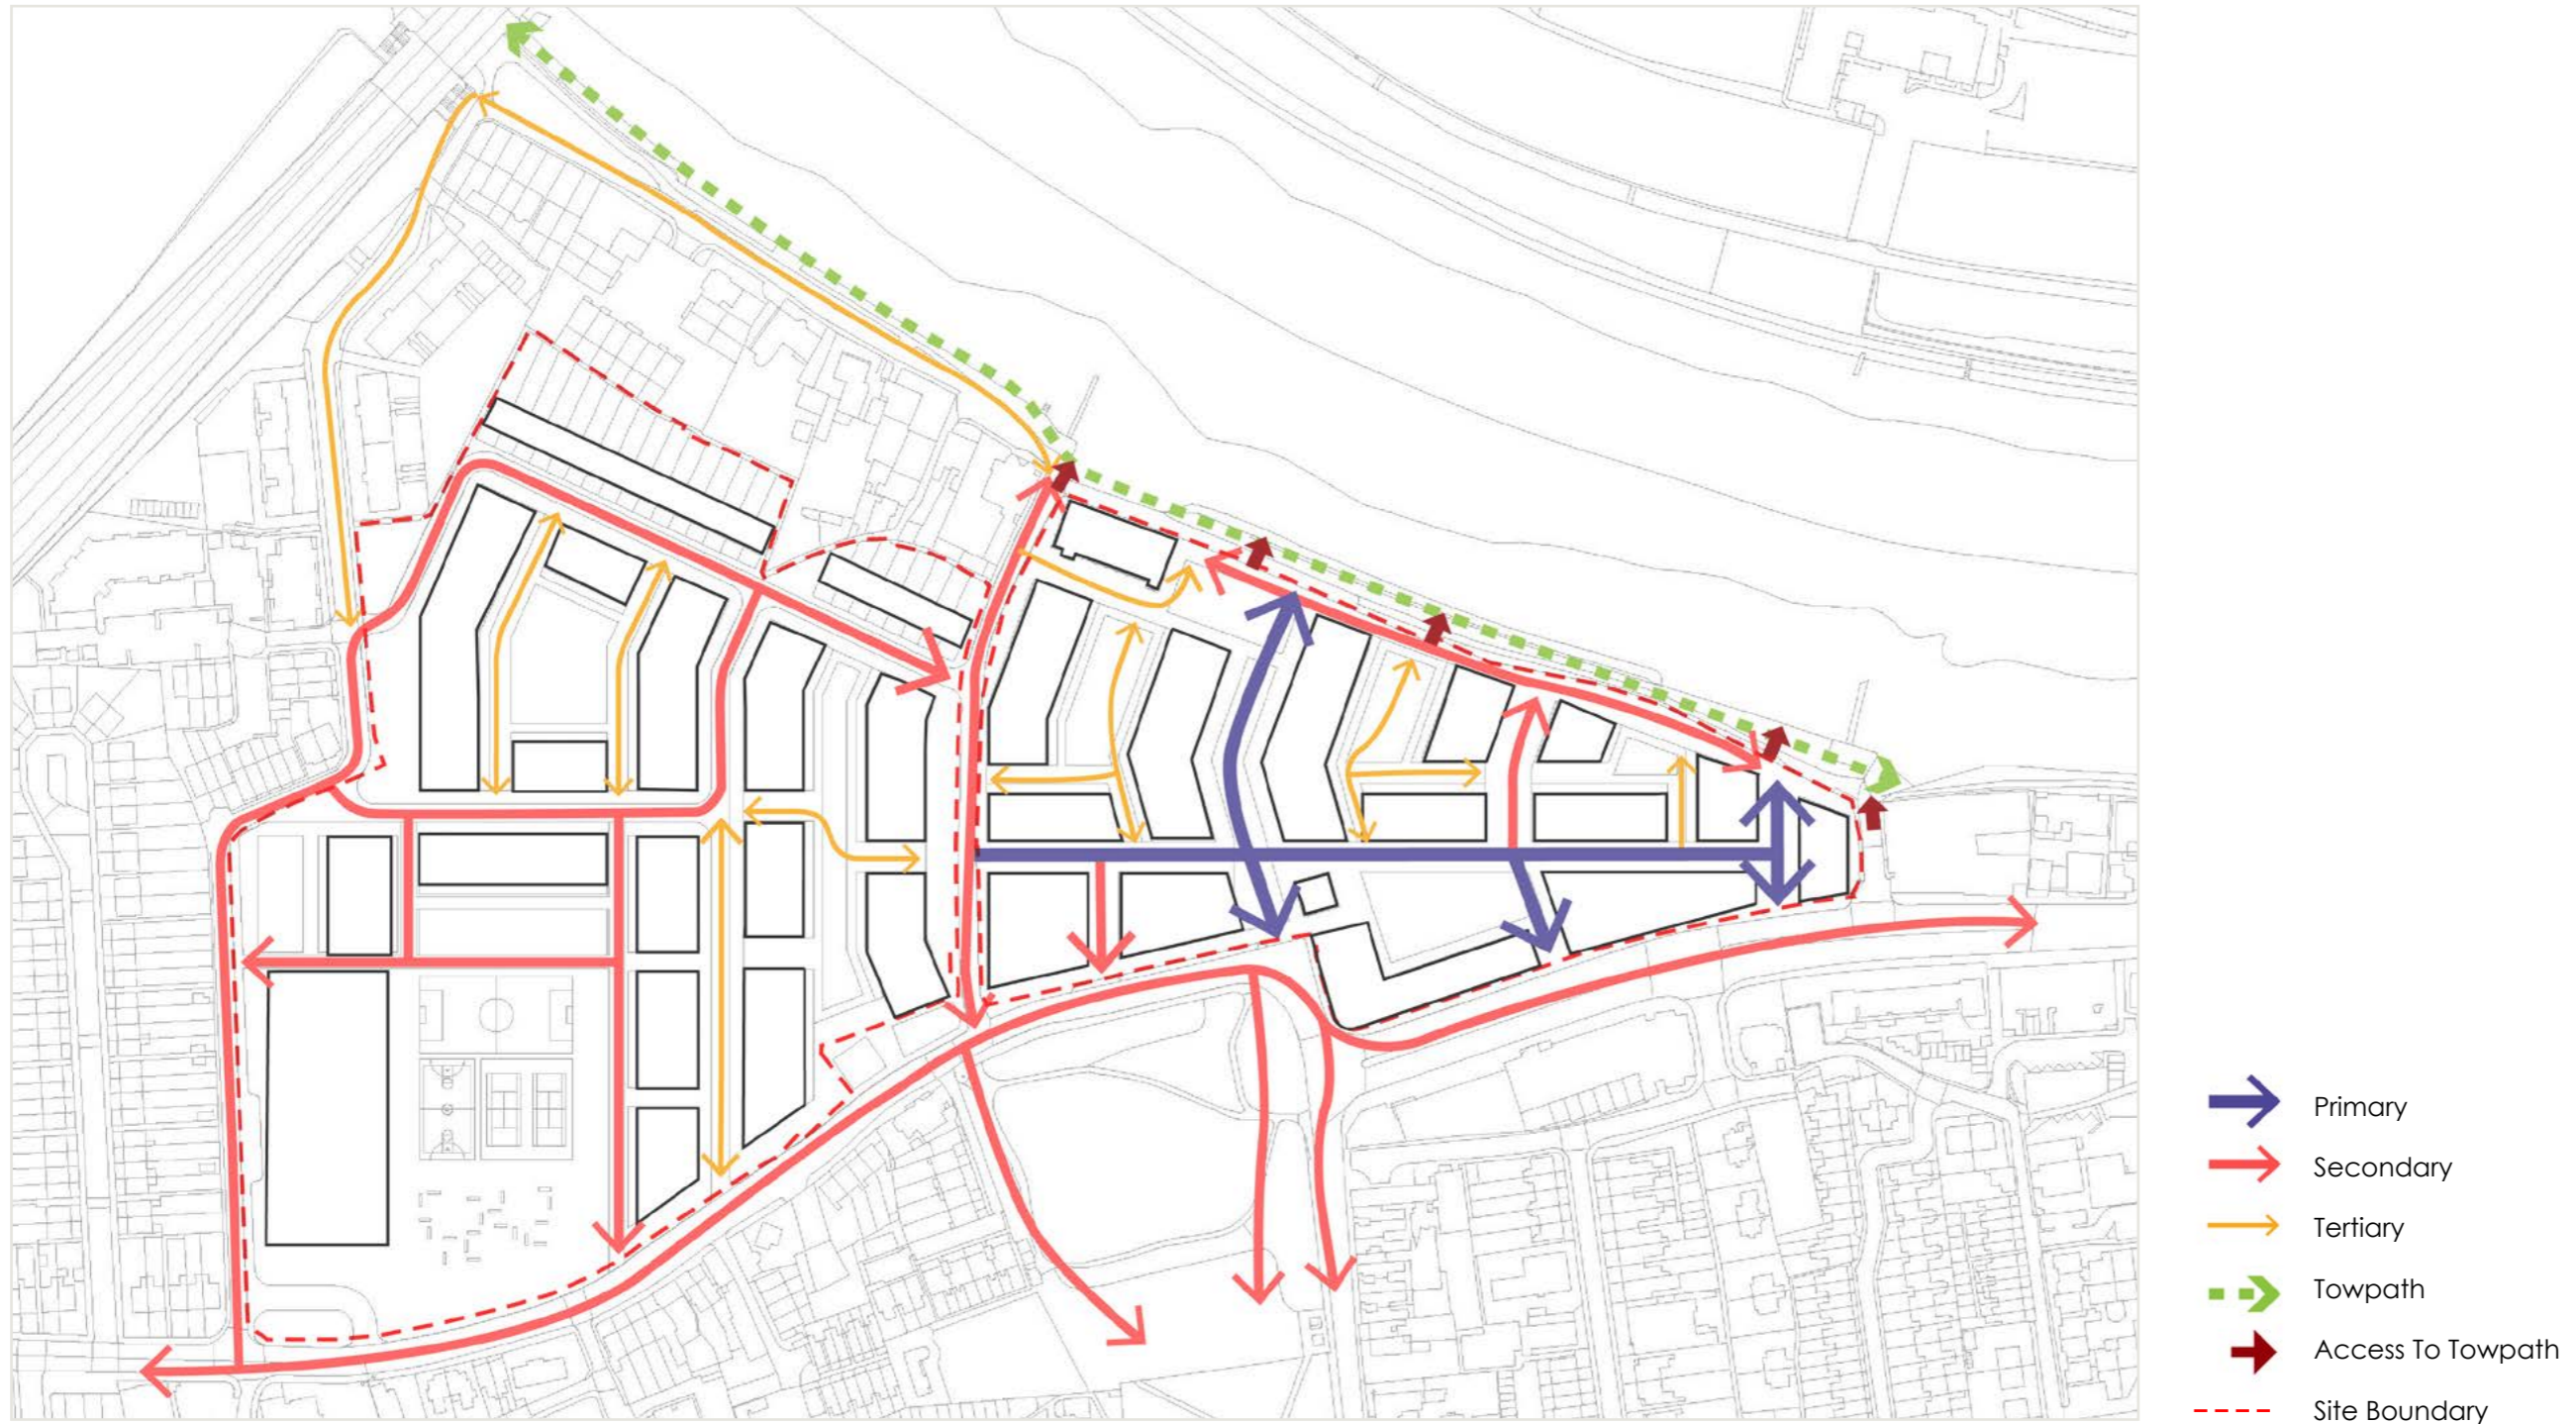 Primary
Secondary
Tertiary
Towpath
Access To Towpath
Site Boundary